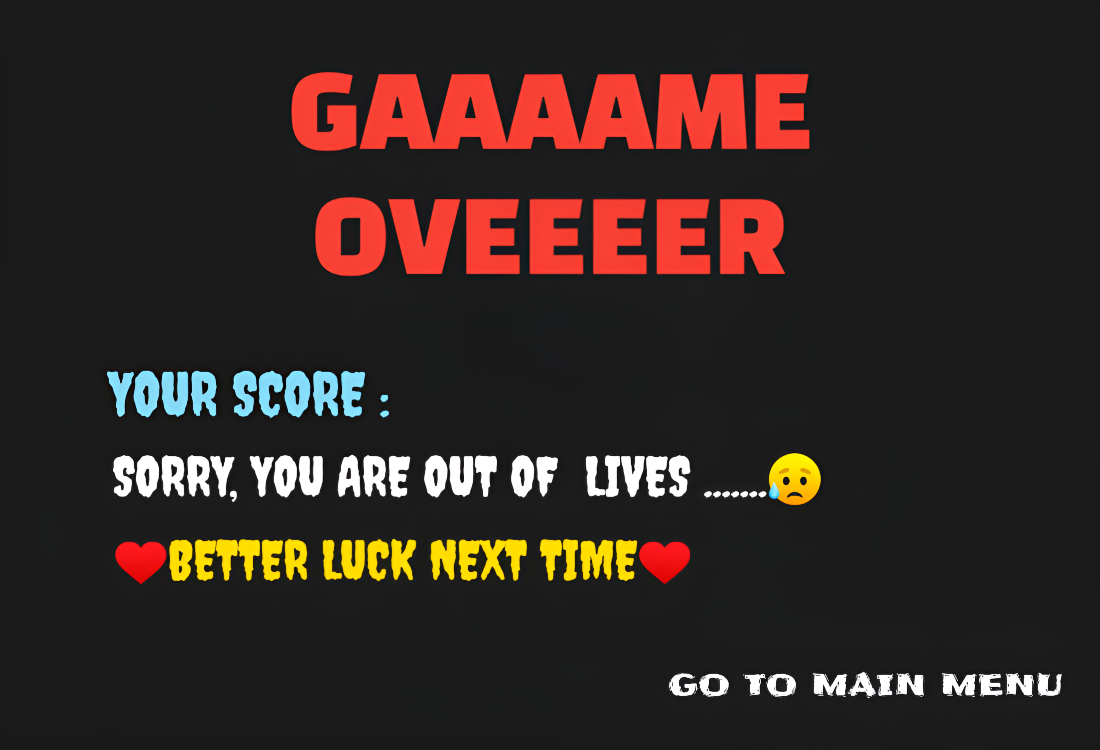 GAAAAME
OVEEEER
YOUR SCORE :
SORRY, YOU ARE OUT OF  LIVES .......😥
❤️BETTER LUCK NEXT TIME❤️
GO TO MAIN MENU